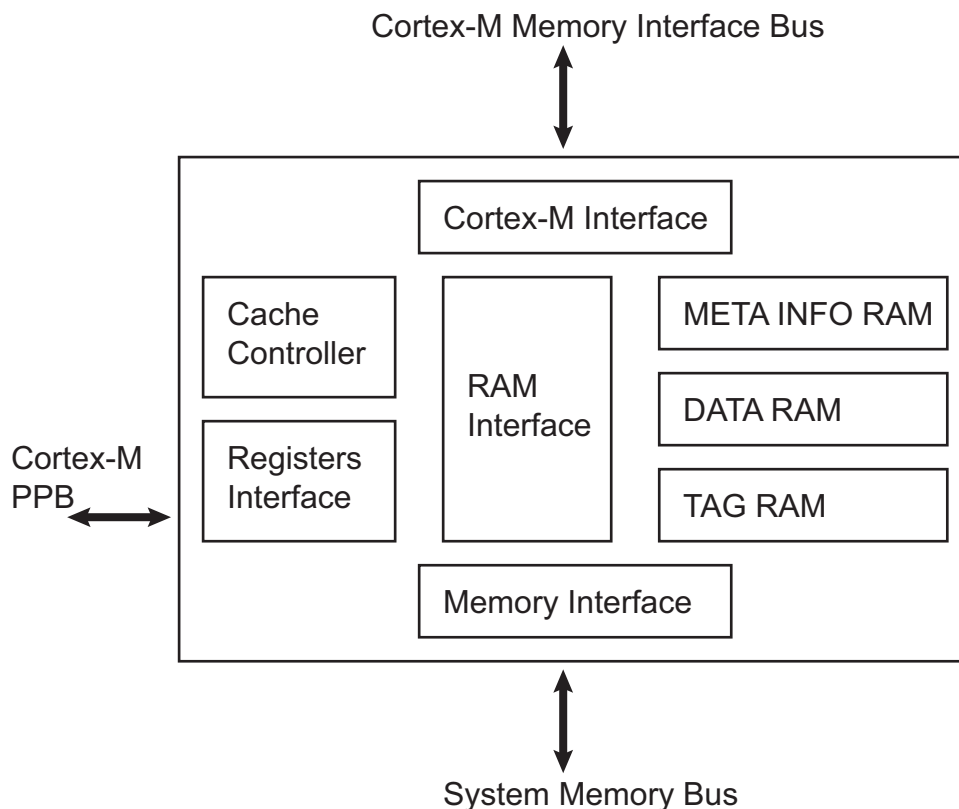 Cortex-M Memory Interface Bus
Cortex-M Interface
Cache
Controller
RAM
Interface
META INFO RAM
DATA RAM
TAG RAM
Cortex-M
PPB
Registers
Interface
Memory Interface
System Memory Bus